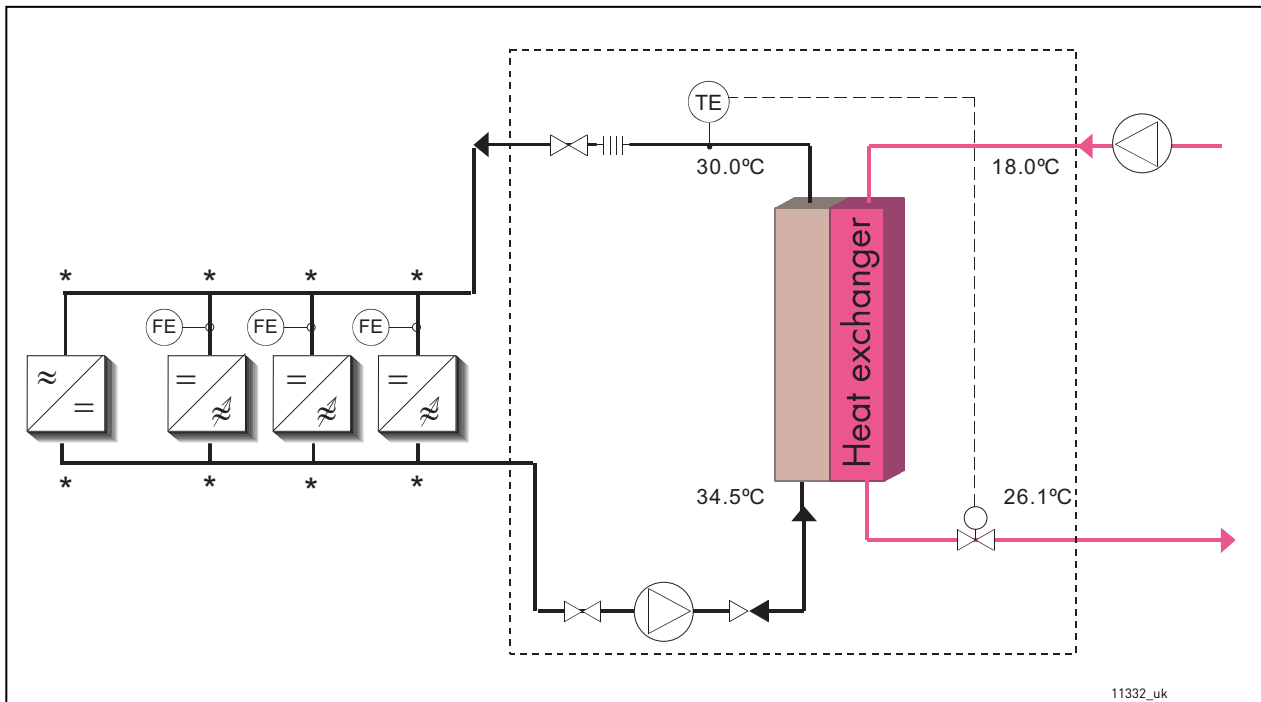 TE
30.0ºC
18.0ºC
Heat exchanger
* * * *
FE FE FE
≈ = = =
= ≈ ≈ ≈
* * * *
34.5ºC
26.1ºC
11332_uk